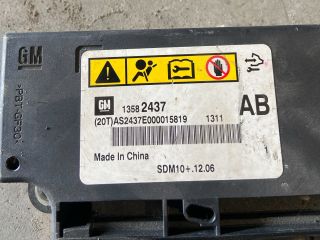 GM
>PBT-GF30<
GM
13582437
AB
(20T)AS2437E000015819 1311
Made In China
SDM10+.12.06